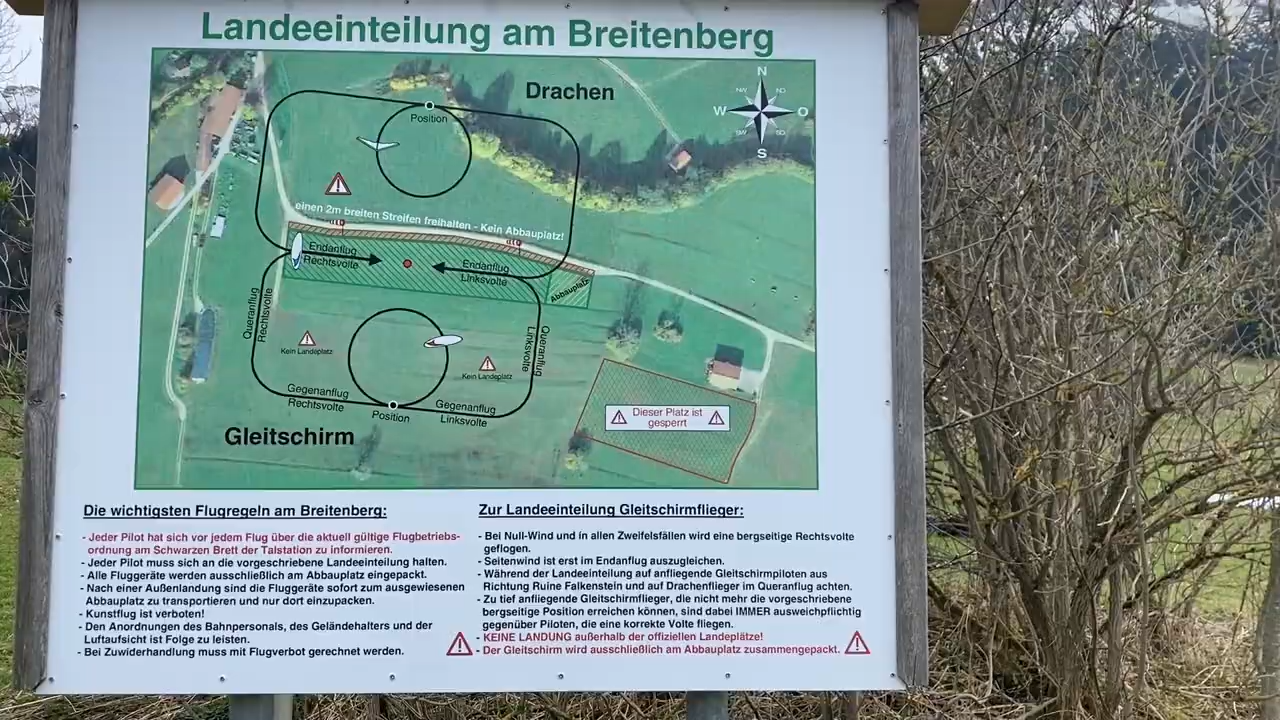 Landeeinteilung am Breitenberg
Drachen
N
NW
NO
W
O
SW
SO
S
Position
einen 2m breiten Streifen freihalten - Kein Abbauplatz!
Endanflug
Rechtsvolte
Endanflug
Linksvolte
Abbauplatz
Queranflug
Rechtsvolte
Queranflug
Linksvolte
Kein Landeplatz
Kein Landeplatz
Gegenanflug
Rechtsvolte
Position
Gegenanflug
Linksvolte
Dieser Platz ist
gesperrt
Gleitschirm
Die wichtigsten Flugregeln am Breitenberg:
- Jeder Pilot hat sich vor jedem Flug über die aktuell gültige Flugbetriebs-
ordnung am Schwarzen Brett der Talstation zu informieren.
- Jeder Pilot muss sich an die vorgeschriebene Landeeinteilung halten.
- Alle Fluggeräte werden ausschließlich am Abbauplatz eingepackt.
- Nach einer Außenlandung sind die Fluggeräte sofort zum ausgewiesenen
Abbauplatz zu transportieren und nur dort einzupacken.
- Kunstflug ist verboten!
- Den Anordnungen des Bahnpersonals, des Geländehalters und der
Luftaufsicht ist Folge zu leisten.
- Bei Zuwiderhandlung muss mit Flugverbot gerechnet werden.
Zur Landeeinteilung Gleitschirmflieger:
- Bei Null-Wind und in allen Zweifelsfällen wird eine bergseitige Rechtsvolte
geflogen.
- Seitenwind ist erst im Endanflug auszugleichen.
- Während der Landeeinteilung auf anfliegende Gleitschirmpiloten aus
Richtung Ruine Falkenstein und auf Drachenflieger im Queranflug achten.
- Zu tief anfliegende Gleitschirmflieger, die nicht mehr die vorgeschriebene
bergseitige Position erreichen können, sind dabei IMMER ausweichpflichtig
gegenüber Piloten, die eine korrekte Volte fliegen.
- KEINE LANDUNG außerhalb der offiziellen Landeplätze!
- Der Gleitschirm wird ausschließlich am Abbauplatz zusammengepackt.